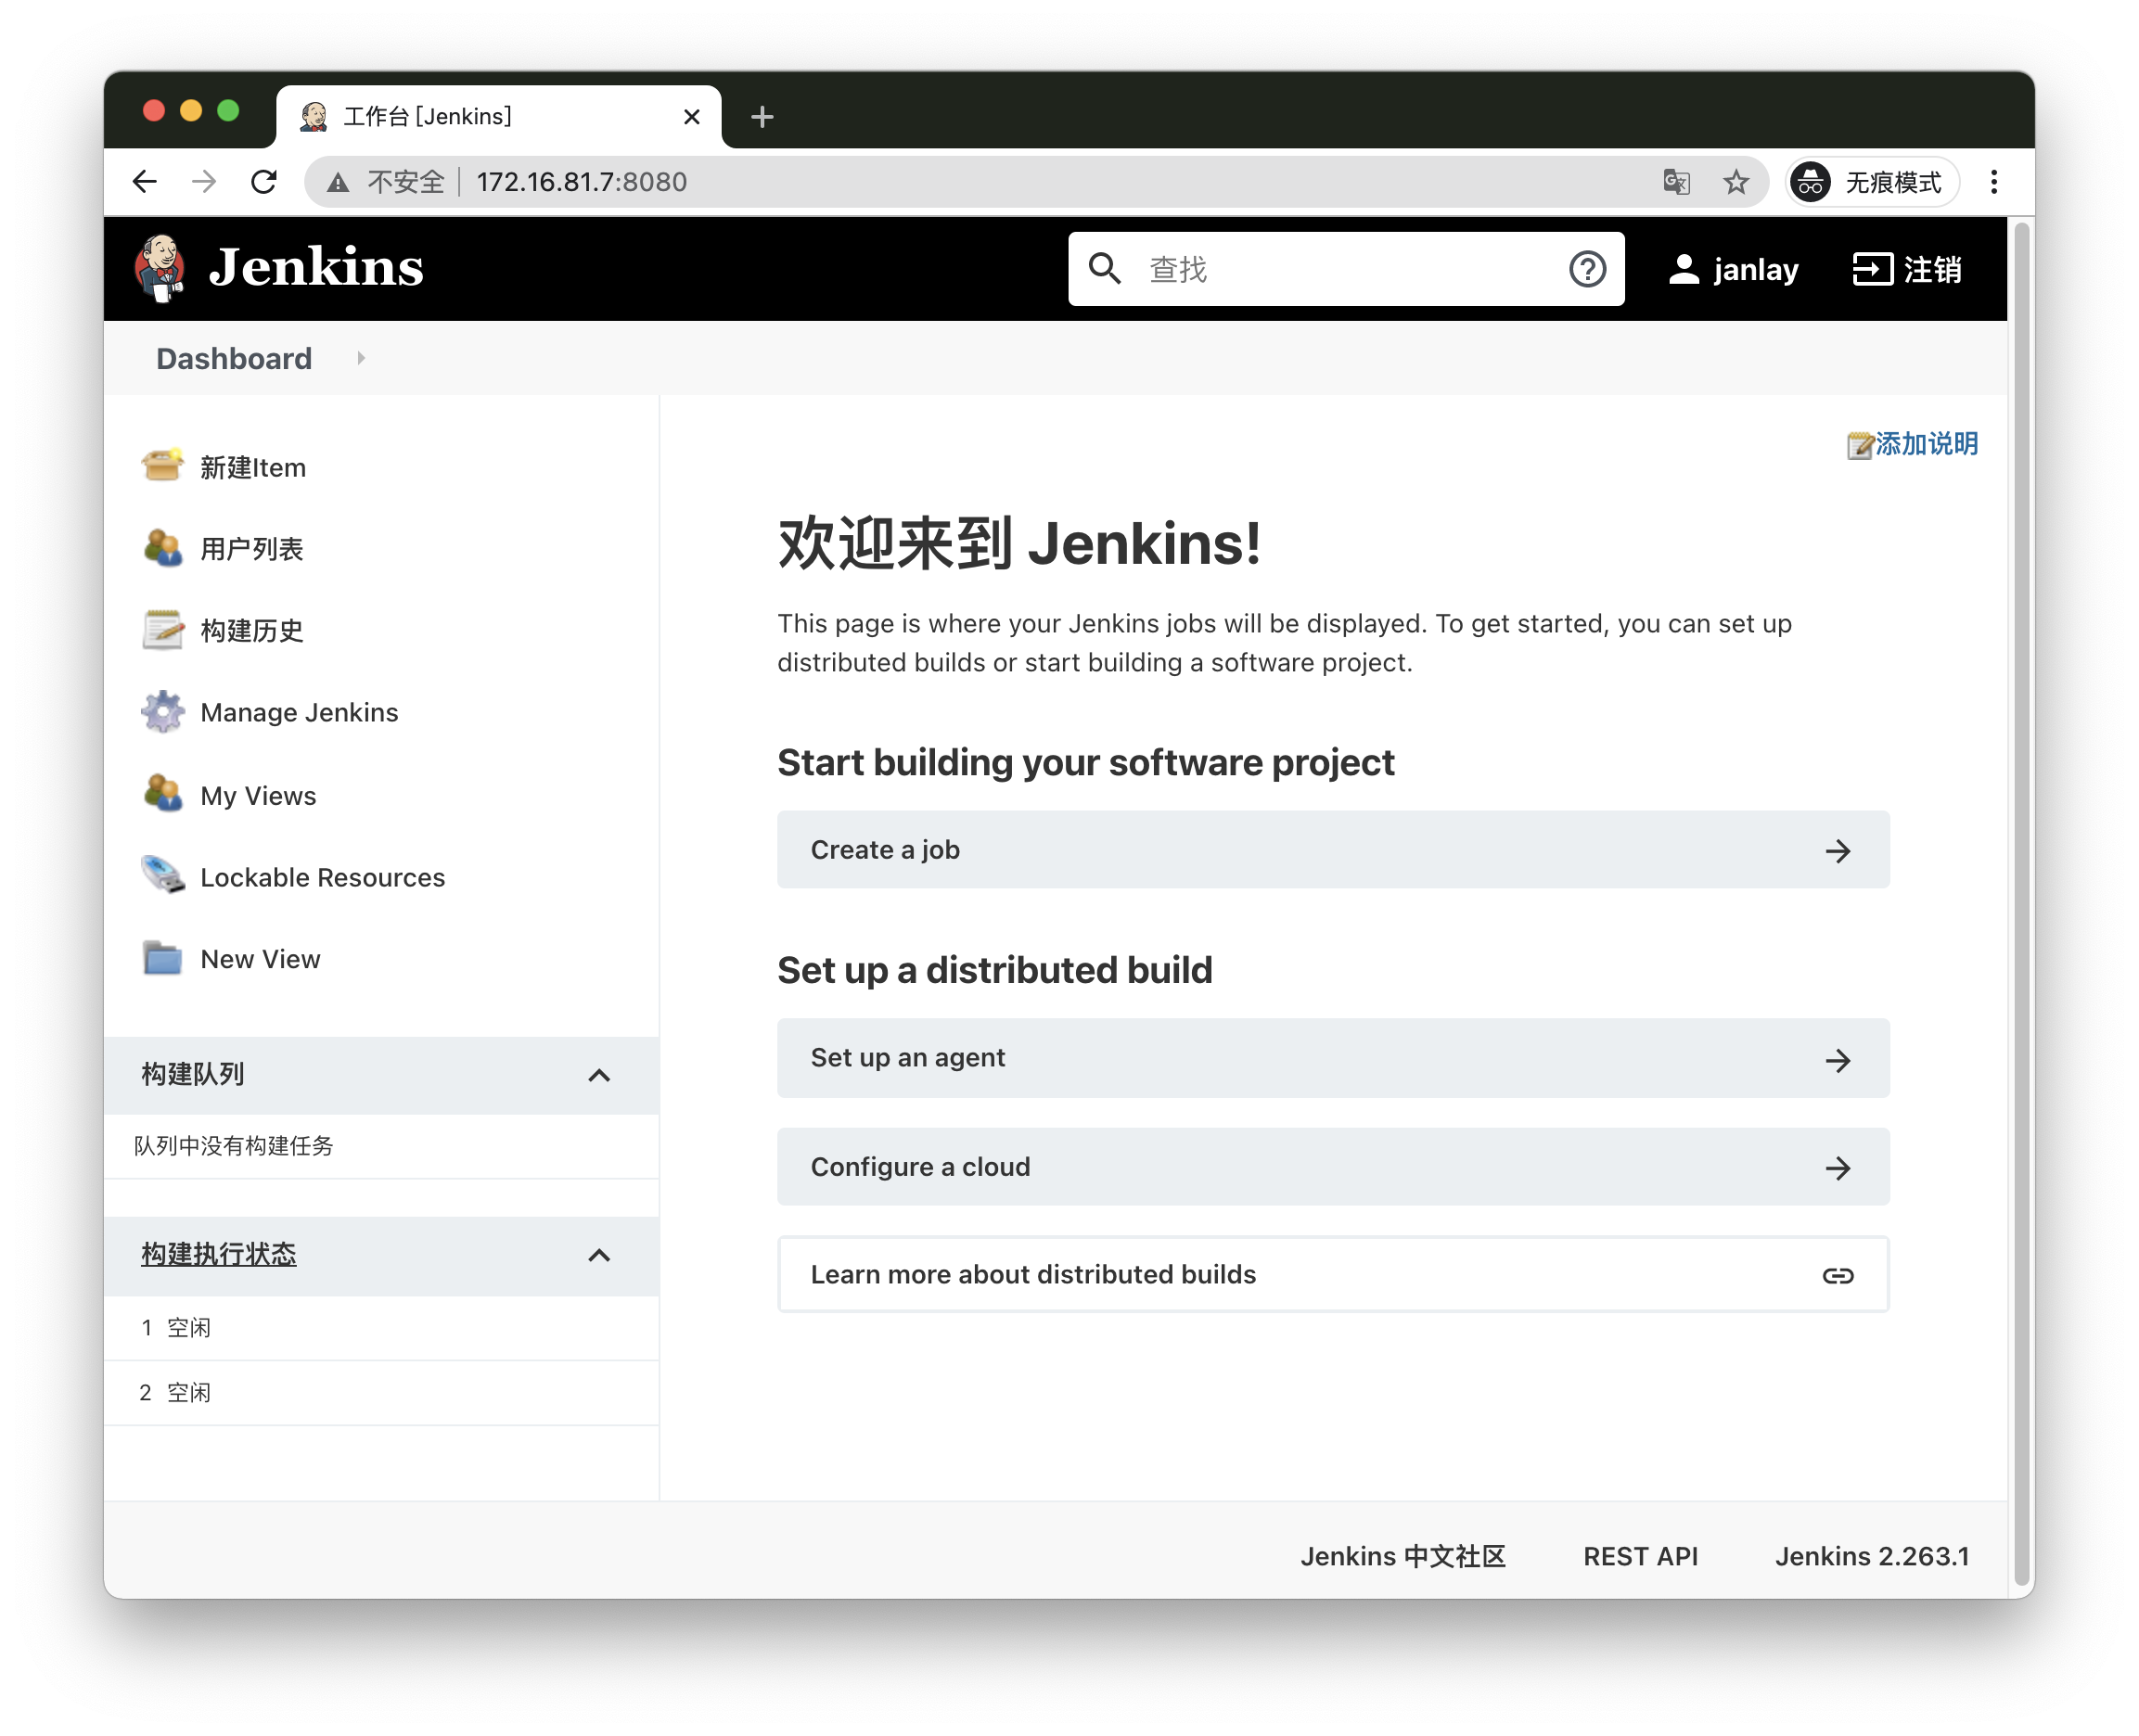 工作台 [Jenkins]
不安全 172.16.81.7:8080
无痕模式
Jenkins
查找
janlay
注销
Dashboard
新建Item
用户列表
构建历史
Manage Jenkins
My Views
Lockable Resources
New View
构建队列
队列中没有构建任务
构建执行状态
1 空闲
2 空闲
添加说明
欢迎来到 Jenkins!
This page is where your Jenkins jobs will be displayed. To get started, you can set up
distributed builds or start building a software project.
Start building your software project
Create a job
Set up a distributed build
Set up an agent
Configure a cloud
Learn more about distributed builds
Jenkins 中文社区
REST API
Jenkins 2.263.1